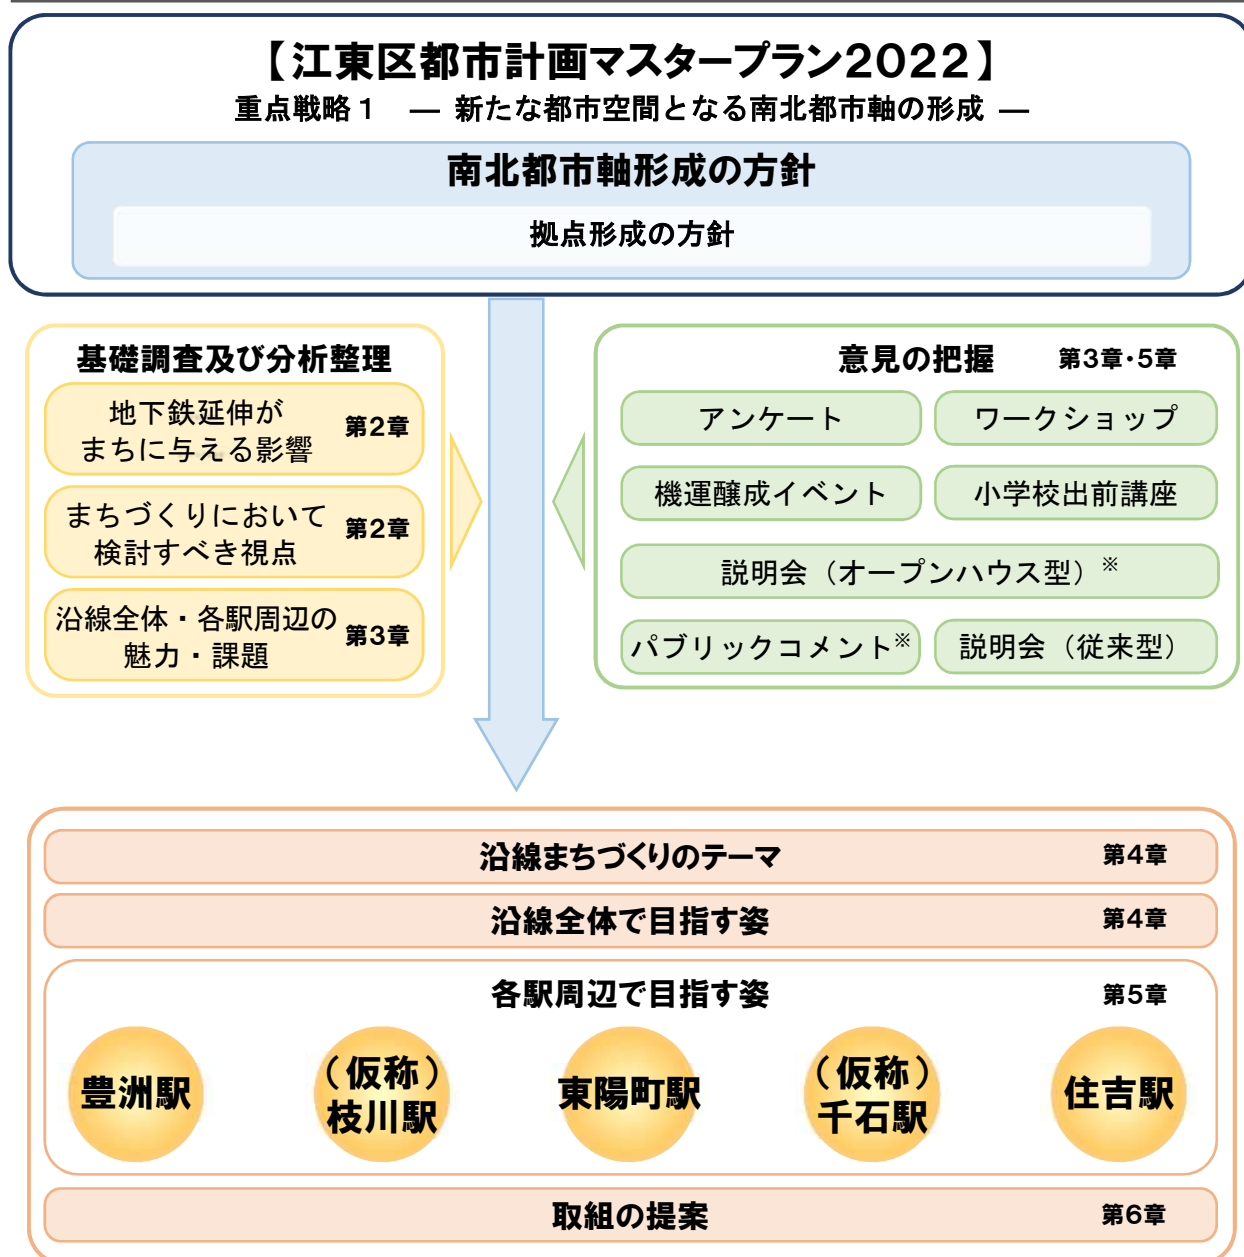 【江東区都市計画マスタープラン2022】
重点戦略1 ― 新たな都市空間となる南北都市軸の形成 ―
南北都市軸形成の方針
拠点形成の方針
基礎調査及び分析整理
地下鉄延伸が
まちに与える影響
第2章
まちづくりにおいて
検討すべき視点
第2章
沿線全体・各駅周辺の
魅力・課題
第3章
意見の把握 第3章・5章
アンケート
ワークショップ
機運醸成イベント
小学校出前講座
説明会（オープンハウス型）※
パブリックコメント※
説明会（従来型）
沿線まちづくりのテーマ 第4章
沿線全体で目指す姿 第4章
各駅周辺で目指す姿 第5章
豊洲駅
（仮称）
枝川駅
東陽町駅
（仮称）
千石駅
住吉駅
取組の提案 第6章